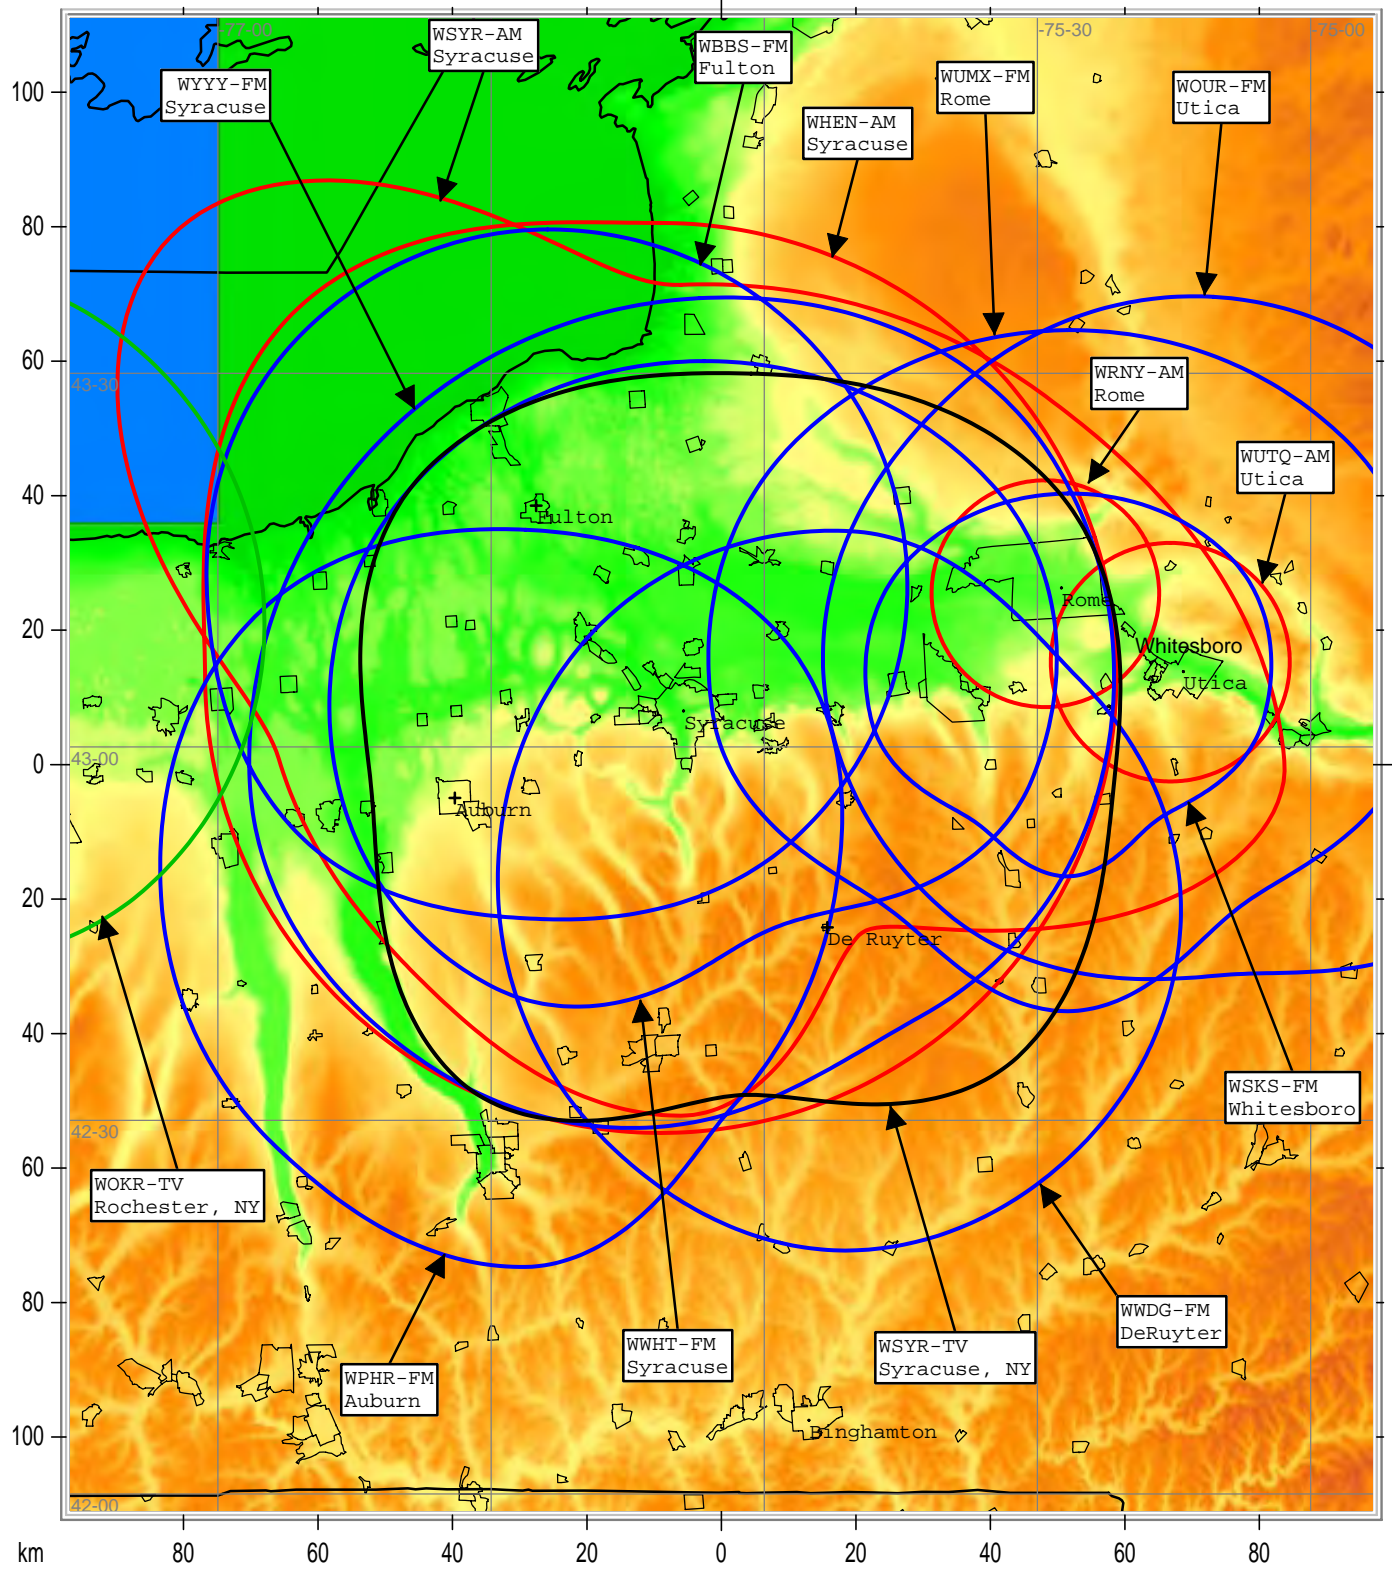 -77-00
-75-30
-75-00
WSYR-AM
Syracuse
WBBS-FM
Fulton
WYYY-FM
Syracuse
WUMX-FM
Rome
WOUR-FM
Utica
WHEN-AM
Syracuse
100
80
60
43-30
WRNY-AM
Rome
WUTQ-AM
Utica
40
Fulton
Rome
20
Whitesboro
Utica
Syracuse
43-00
0
Auburn
20
De Ruyter
40
WSKS-FM
Whitesboro
42-30
60
WOKR-TV
Rochester, NY
80
WWDG-FM
DeRuyter
WWHT-FM
Syracuse
WSYR-TV
Syracuse, NY
WPHR-FM
Auburn
100
Binghamton
42-00
km
80
60
40
20
0
20
40
60
80